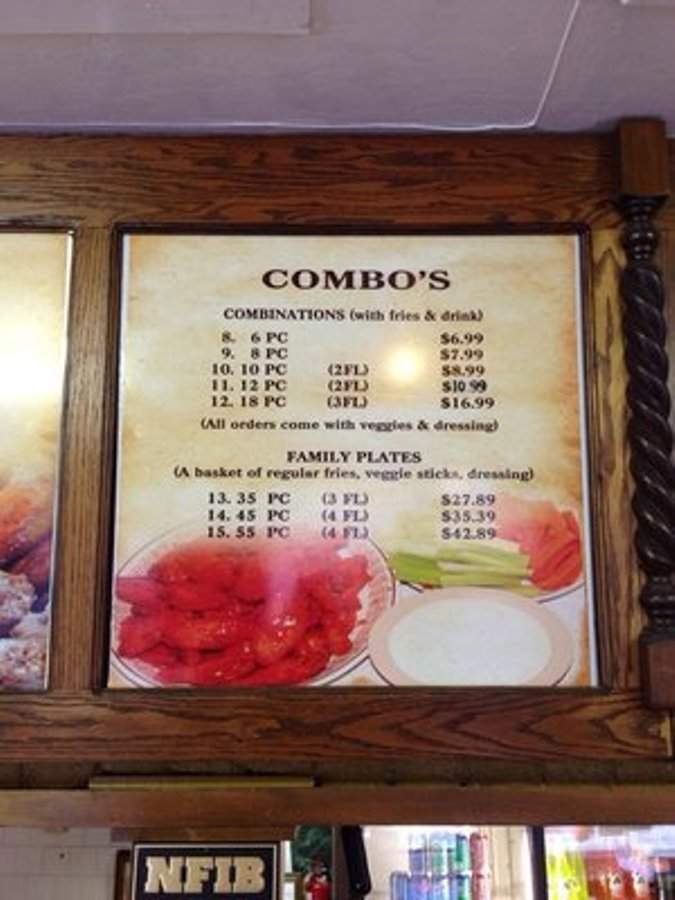 COMBO'S
COMBINATIONS (with fries & drink)
8. 6 PC $6.99
9. 8 PC $7.99
10. 10 PC (2FL) $8.99
11. 12 PC (2FL) $10.99
12. 18 PC (3FL) $16.99
(All orders come with veggies & dressing)
FAMILY PLATES
(A basket of regular fries, veggie sticks, dressing)
13. 35 PC (3 FL) $27.89
14. 45 PC (4 FL) $35.39
15. 55 PC (4 FL) $42.89
NFIB